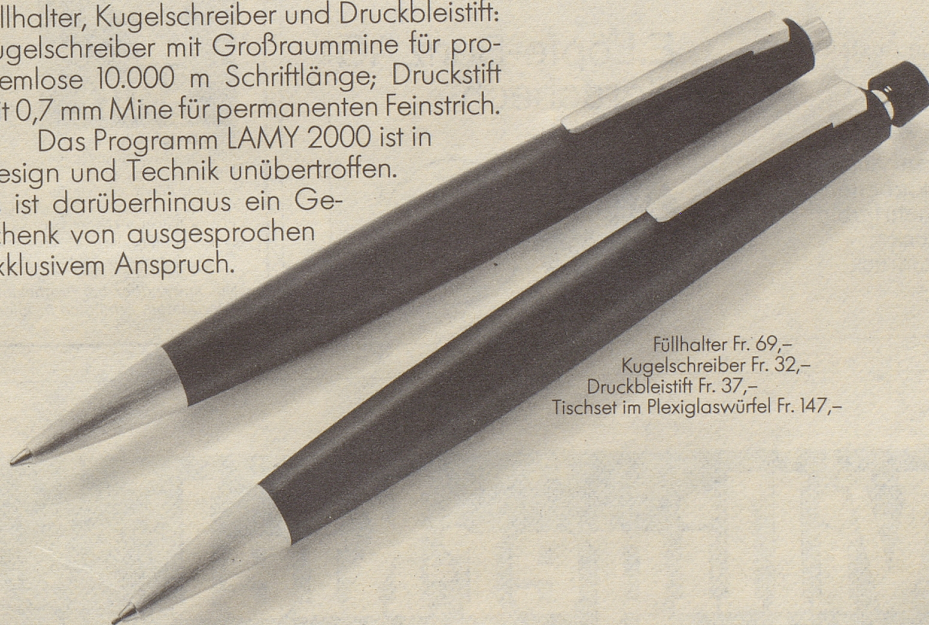 llhalter, Kugelschreiber und Druckbleistift:
ugelschreiber mit Großraummine für pro-
emlose 10.000 m Schriftlänge; Druckstift
t 0,7 mm Mine für permanenten Feinstrich.
Das Programm LAMY 2000 ist in
esign und Technik unübertroffen.
ist darüberhinaus ein Ge-
henk von ausgesprochen
xklusivem Anspruch.
Füllhalter Fr. 69,–
Kugelschreiber Fr. 32,–
Druckbleistift Fr. 37,–
Tischset im Plexiglaswürfel Fr. 147,–